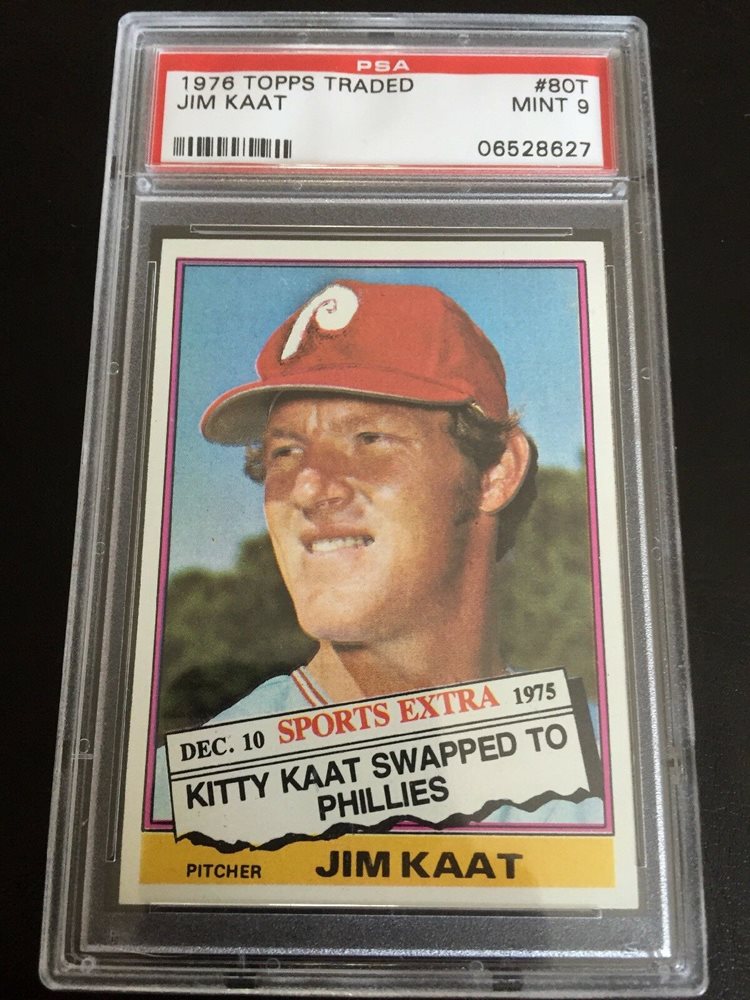 PSA
1976 TOPPS TRADED #80T
JIM KAAT MINT 9
06528627
P
DEC. 10 SPORTS EXTRA 1975
KITTY KAAT SWAPPED TO
PHILLIES
PITCHER JIM KAAT